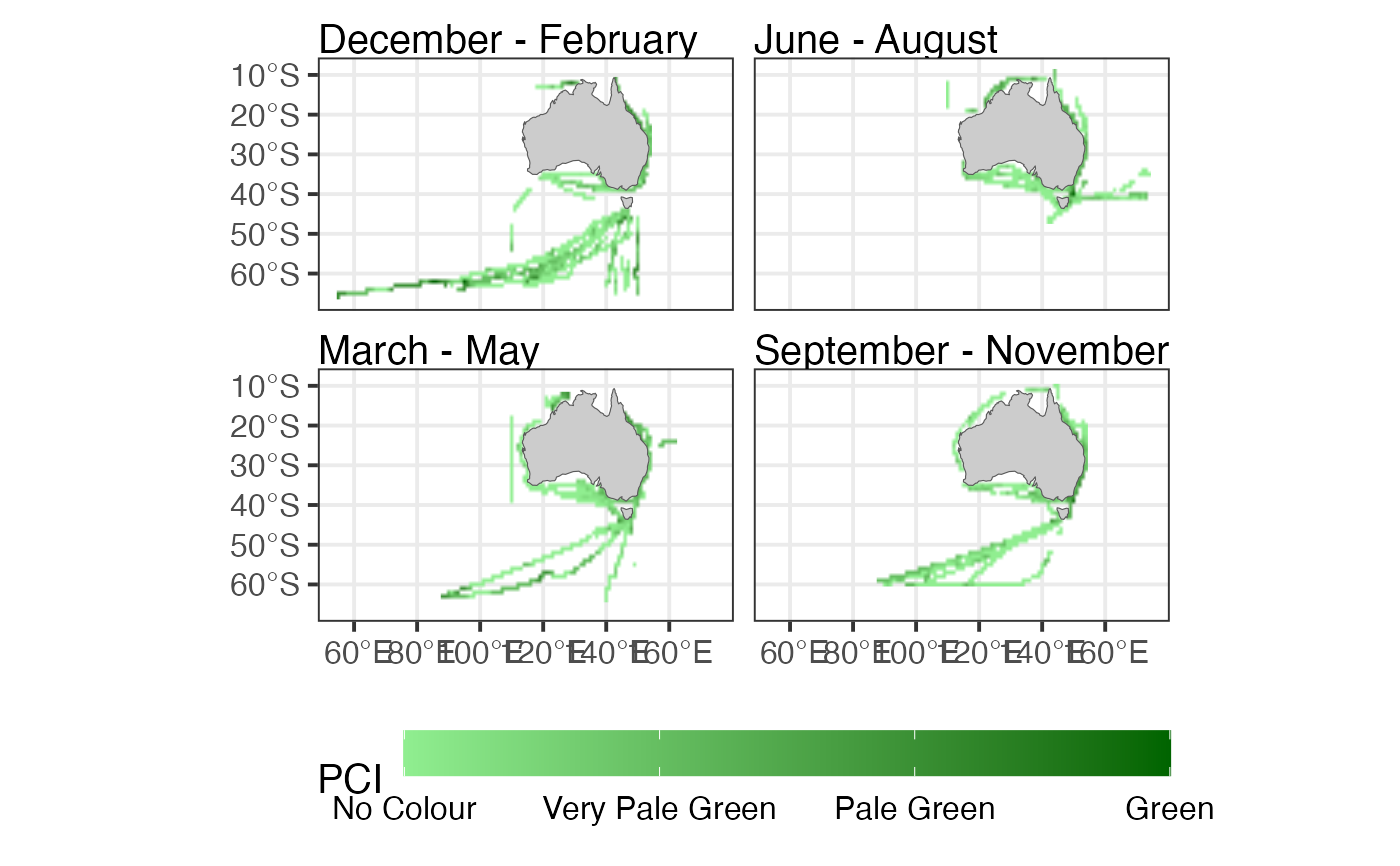 December - February
June - August
10°S
20°S
30°S
40°S
50°S
60°S
March - May
September - November
10°S
20°S
30°S
40°S
50°S
60°S
60°E 80°E 100°E 120°E 140°E 160°E
60°E 80°E 100°E 120°E 140°E 160°E
PCI
No Colour Very Pale Green Pale Green Green